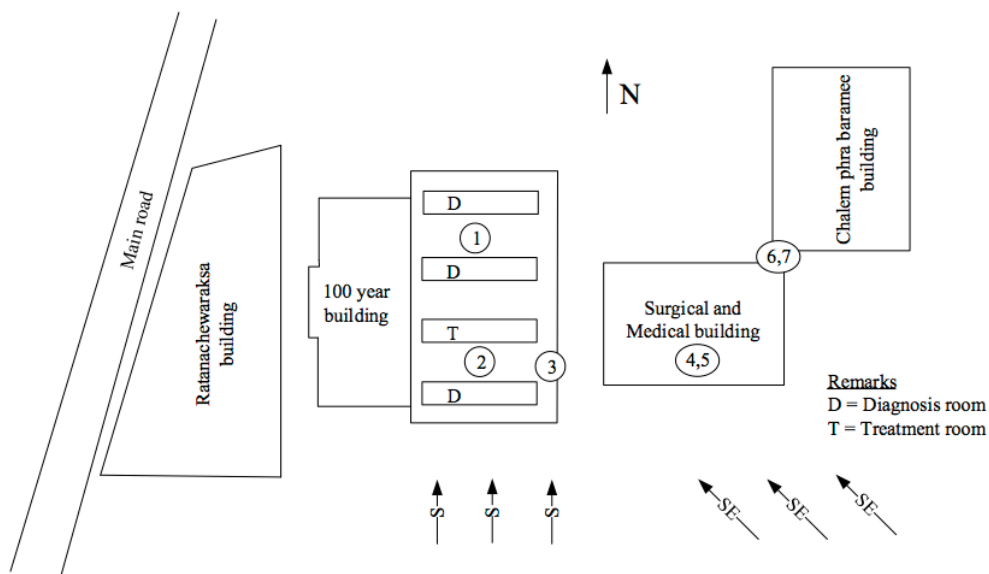 Main road
Ratanachewaraksa
building
100 year
building
D
1
D
T
2
D
3
N
Surgical and
Medical building
4,5
6,7
Chalem phra baramee
building
Remarks
D = Diagnosis room
T = Treatment room
S
S
S
SE
SE
SE